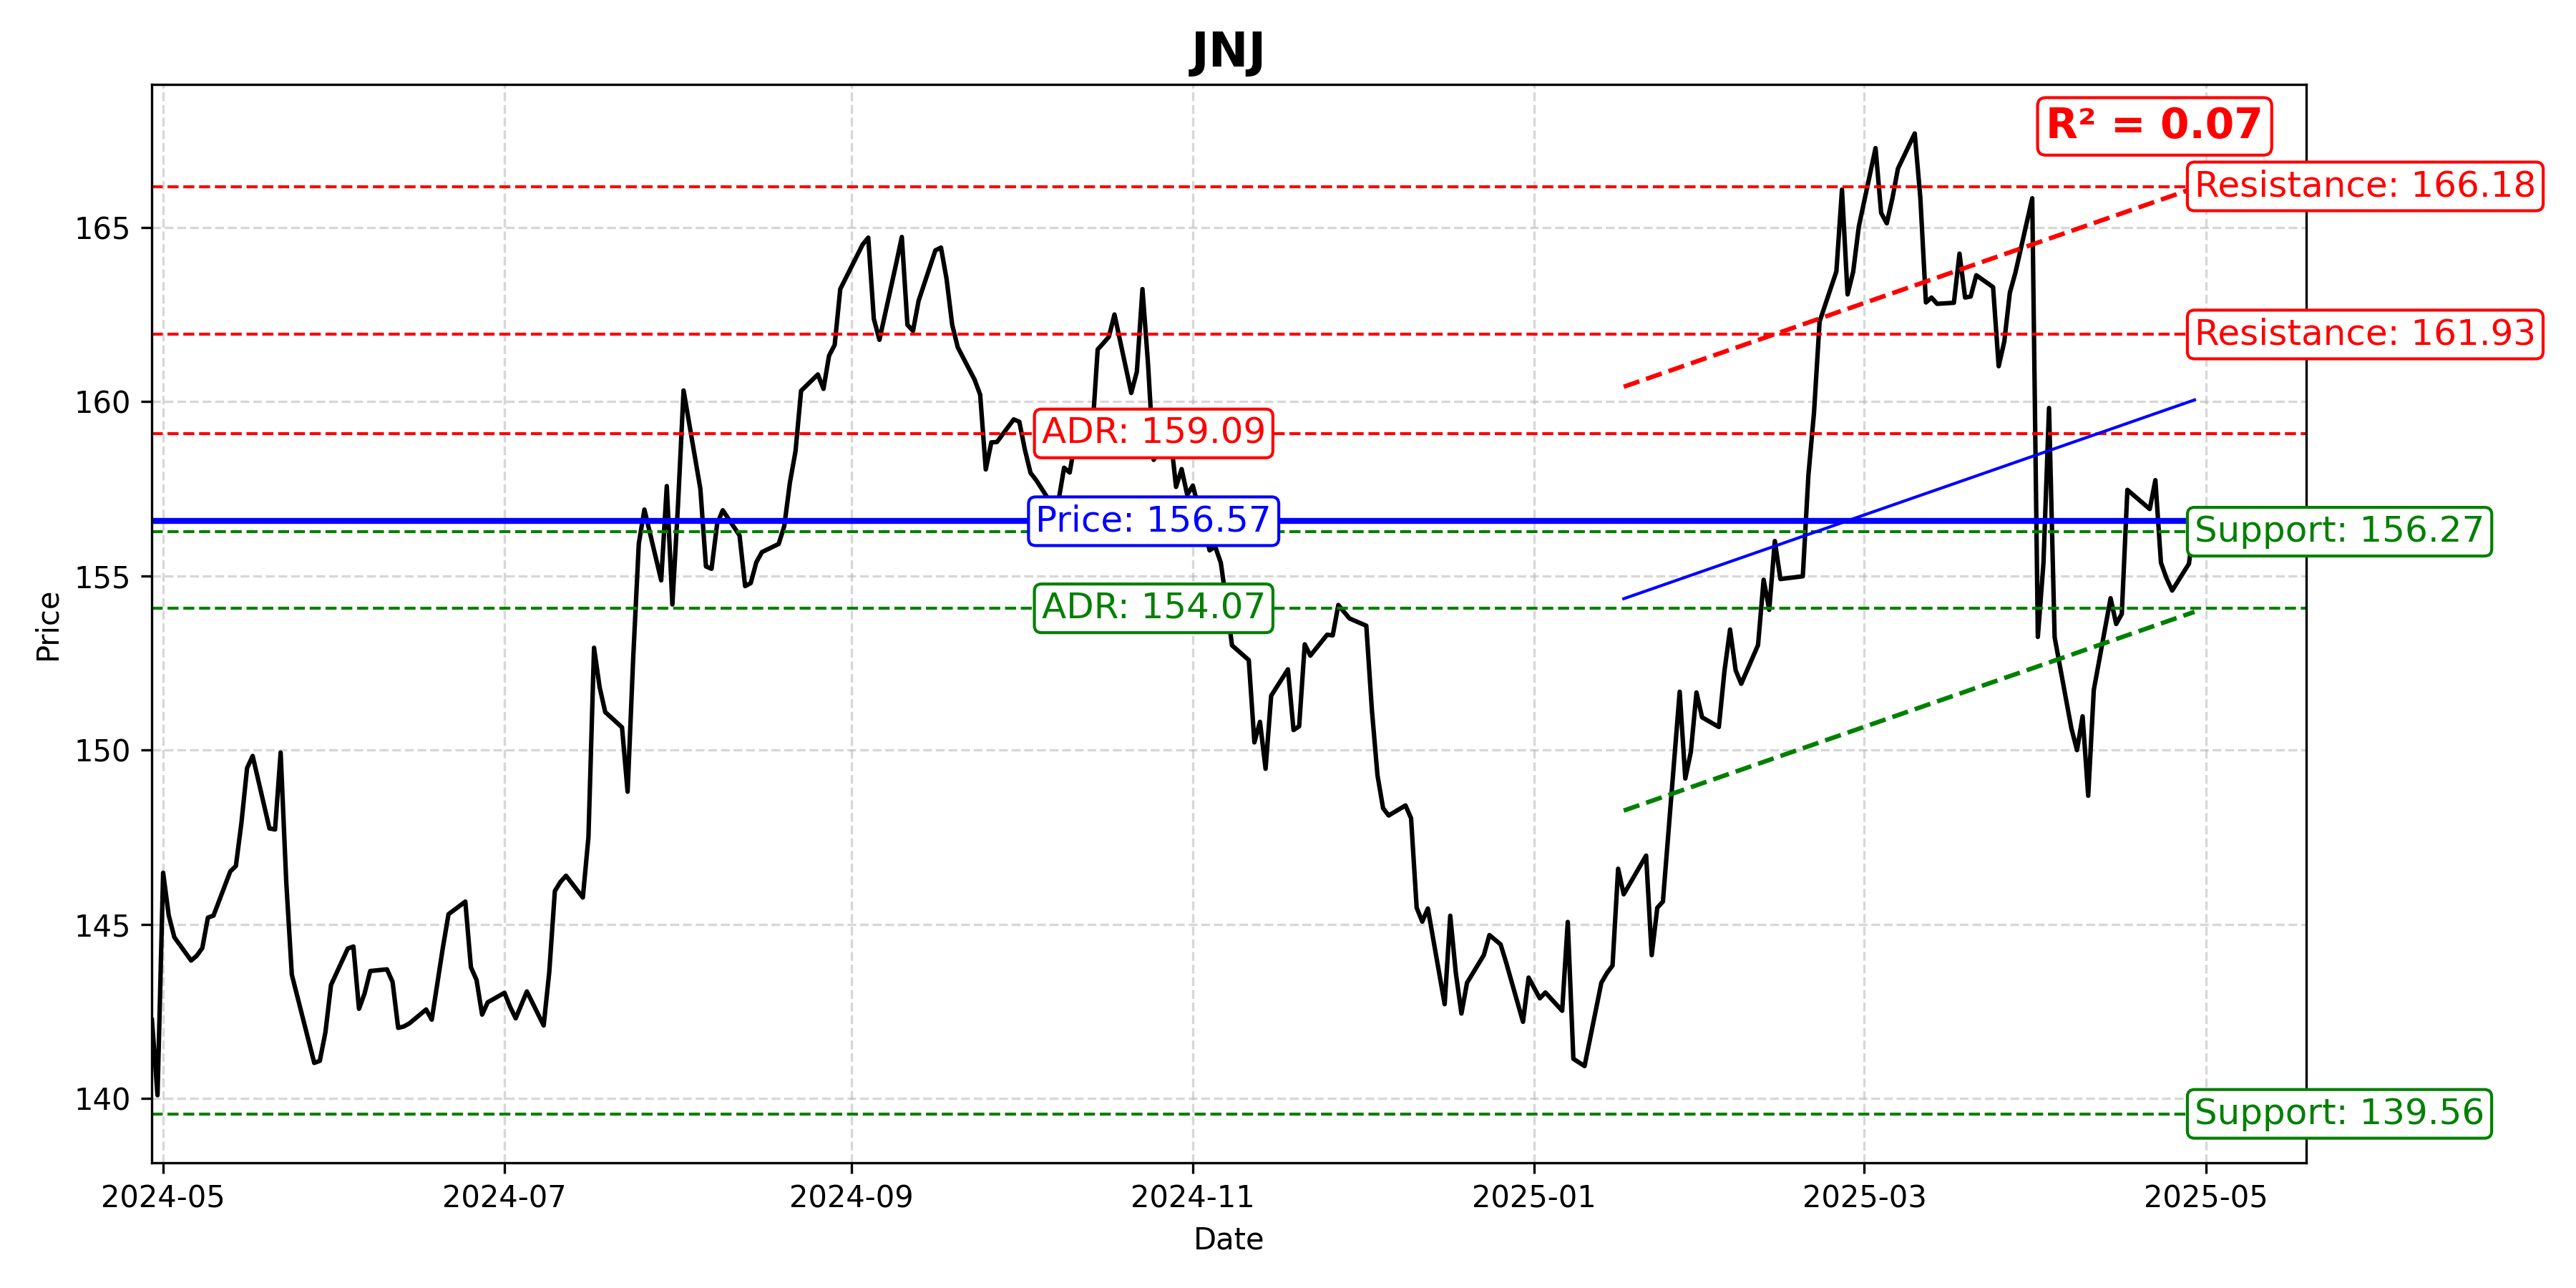 JNJ
R² = 0.07
Resistance: 166.18
165
Resistance: 161.93
160
ADR: 159.09
Price: 156.57
Support: 156.27
155
ADR: 154.07
Price
150
145
140
Support: 139.56
2024-05
2024-07
2024-09
2024-11
2025-01
2025-03
2025-05
Date